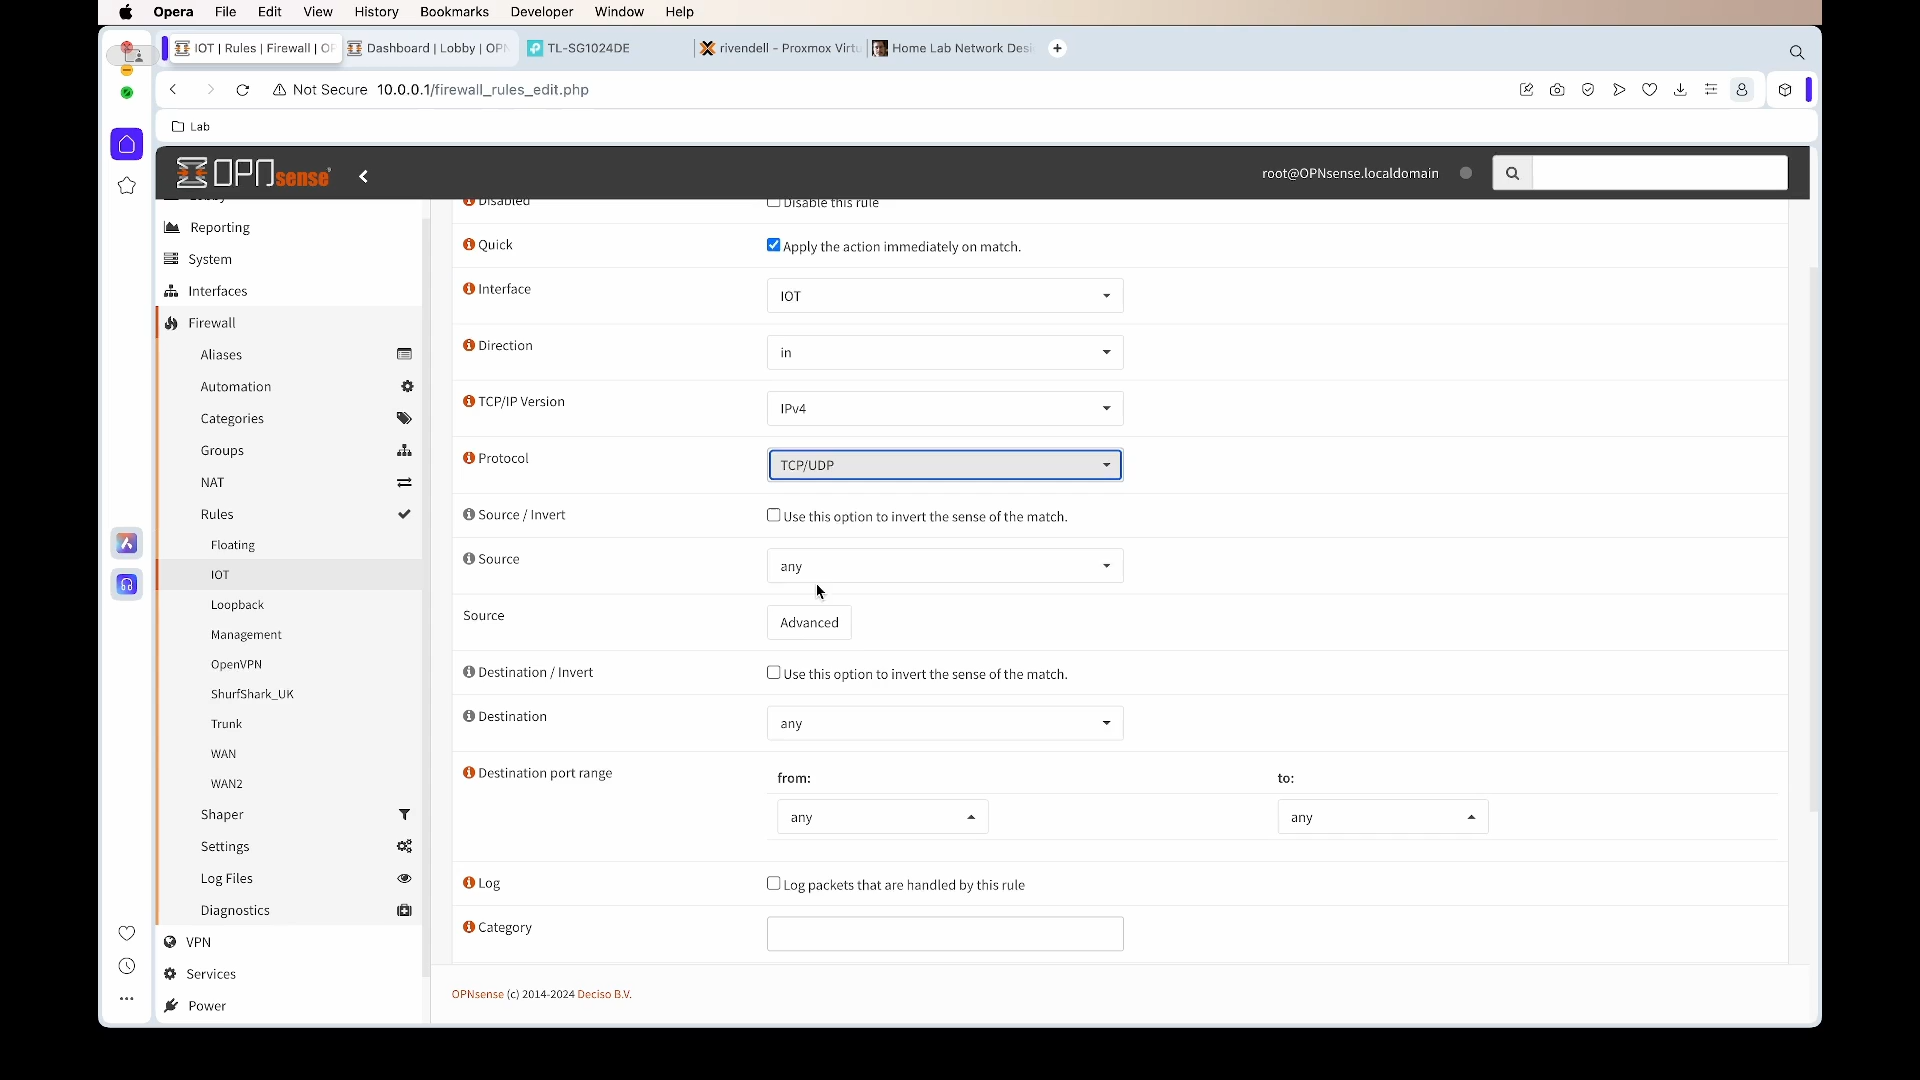 Opera File Edit View History Bookmarks Developer Window Help
IOT | Rules | Firewall | OP
Dashboard | Lobby | OPN
TL-SG1024DE
rivendell - Proxmox Virtu
Home Lab Network Desi
Not Secure 10.0.0.1/firewall_rules_edit.php
Lab
OPNsense
root@OPNsense.localdomain
Lobby
Reporting
System
Interfaces
Firewall
Aliases
Automation
Categories
Groups
NAT
Rules
Floating
IOT
Loopback
Management
OpenVPN
ShurfShark_UK
Trunk
WAN
WAN2
Shaper
Settings
Log Files
Diagnostics
VPN
Services
Power
Disabled Disable this rule
Quick Apply the action immediately on match.
Interface IOT
Direction in
TCP/IP Version IPv4
Protocol TCP/UDP
Source / Invert Use this option to invert the sense of the match.
Source any
Source Advanced
Destination / Invert Use this option to invert the sense of the match.
Destination any
Destination port range from: to:
any any
Log Log packets that are handled by this rule
Category
OPNsense (c) 2014-2024 Deciso B.V.